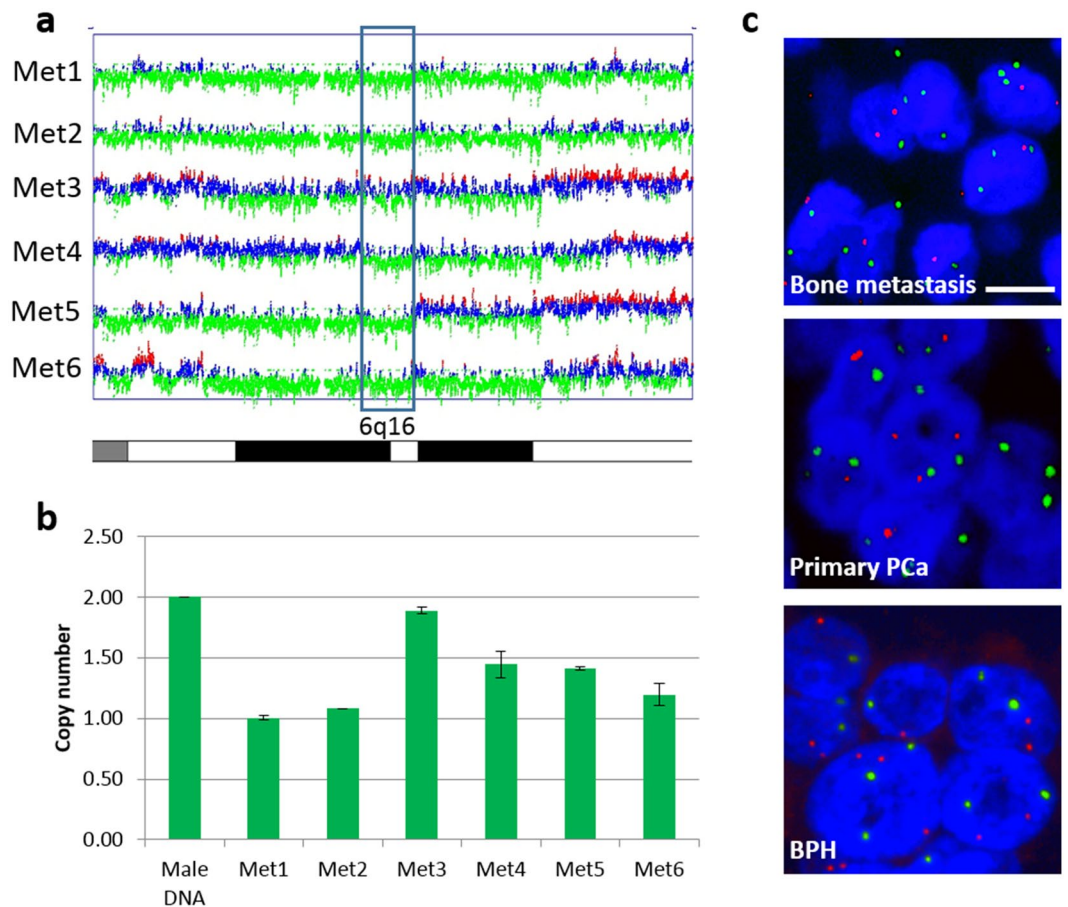 a
Met1
Met2
Met3
Met4
Met5
Met6
6q16
b
2.50
2.00
1.50
1.00
0.50
0.00
Copy number
Male DNA
Met1
Met2
Met3
Met4
Met5
Met6
c
Bone metastasis
Primary PCa
BPH